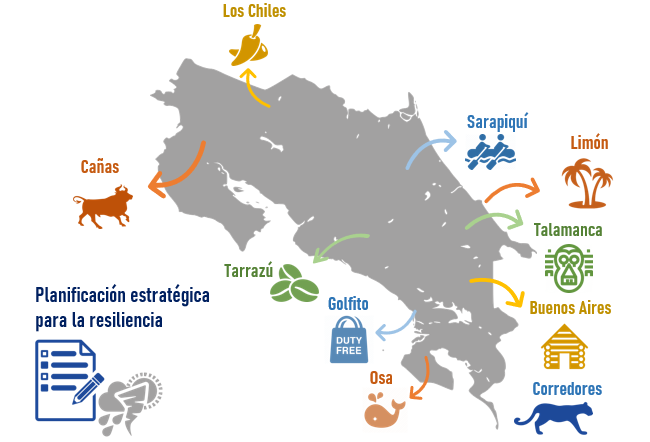 Los Chiles
Sarapiquí
Limón
Cañas
Talamanca
Tarrazú
Planificación estratégica
para la resiliencia
Golfito
DUTY
FREE
Buenos Aires
Osa
Corredores